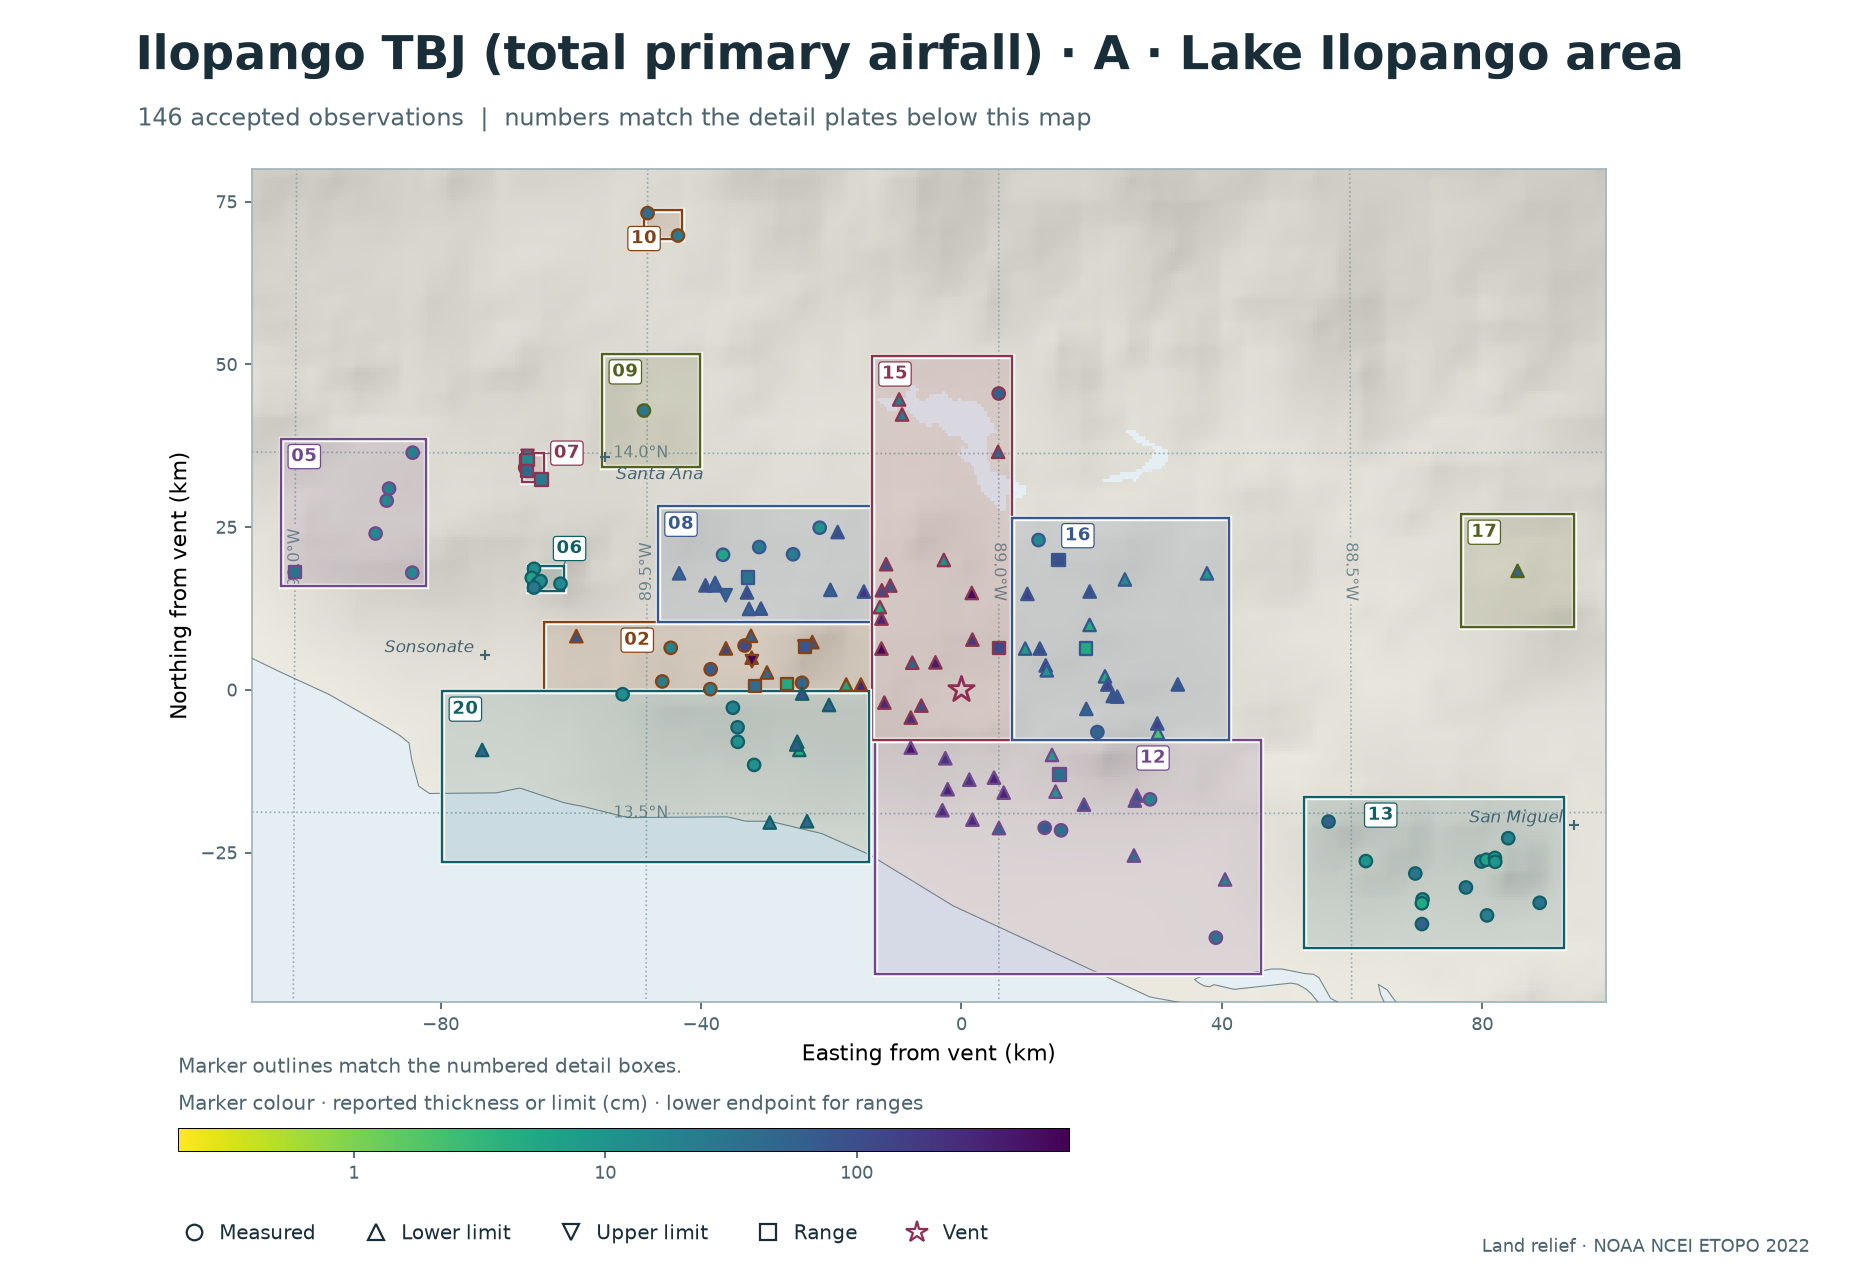 Ilopango TBJ (total primary airfall) · A · Lake Ilopango area
146 accepted observations | numbers match the detail plates below this map
Northing from vent (km)
75
50
25
0
−25
10
09
15
05
07
14.0°N
Santa Ana
08
16
17
06
89.5°W
89.0°W
88.5°W
Sonsonate
02
20
12
13.5°N
13
San Miguel
−80
−40
0
40
80
Easting from vent (km)
Marker outlines match the numbered detail boxes.
Marker colour · reported thickness or limit (cm) · lower endpoint for ranges
1
10
100
Measured
Lower limit
Upper limit
Range
Vent
Land relief · NOAA NCEI ETOPO 2022